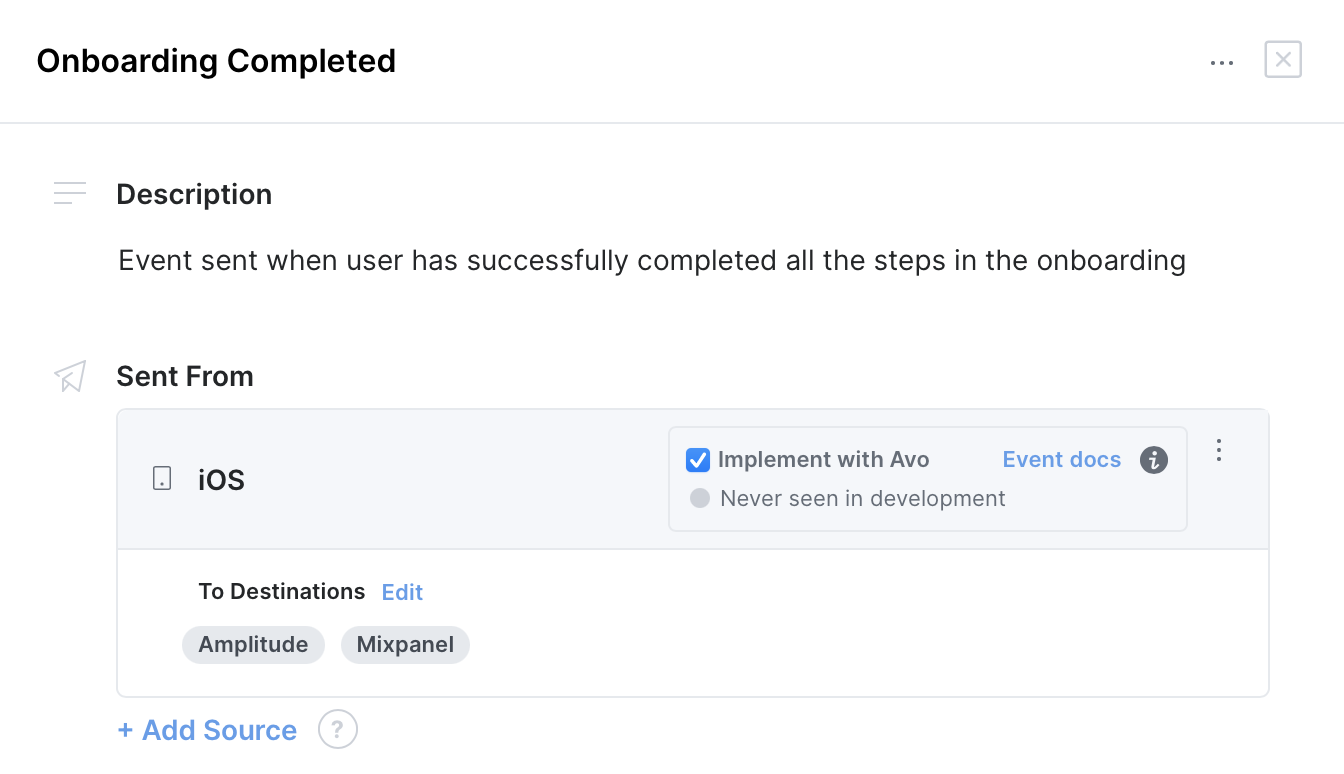 Onboarding Completed
Description
Event sent when user has successfully completed all the steps in the onboarding
Sent From
iOS
Implement with Avo
Event docs
Never seen in development
To Destinations Edit
Amplitude Mixpanel
+ Add Source ?